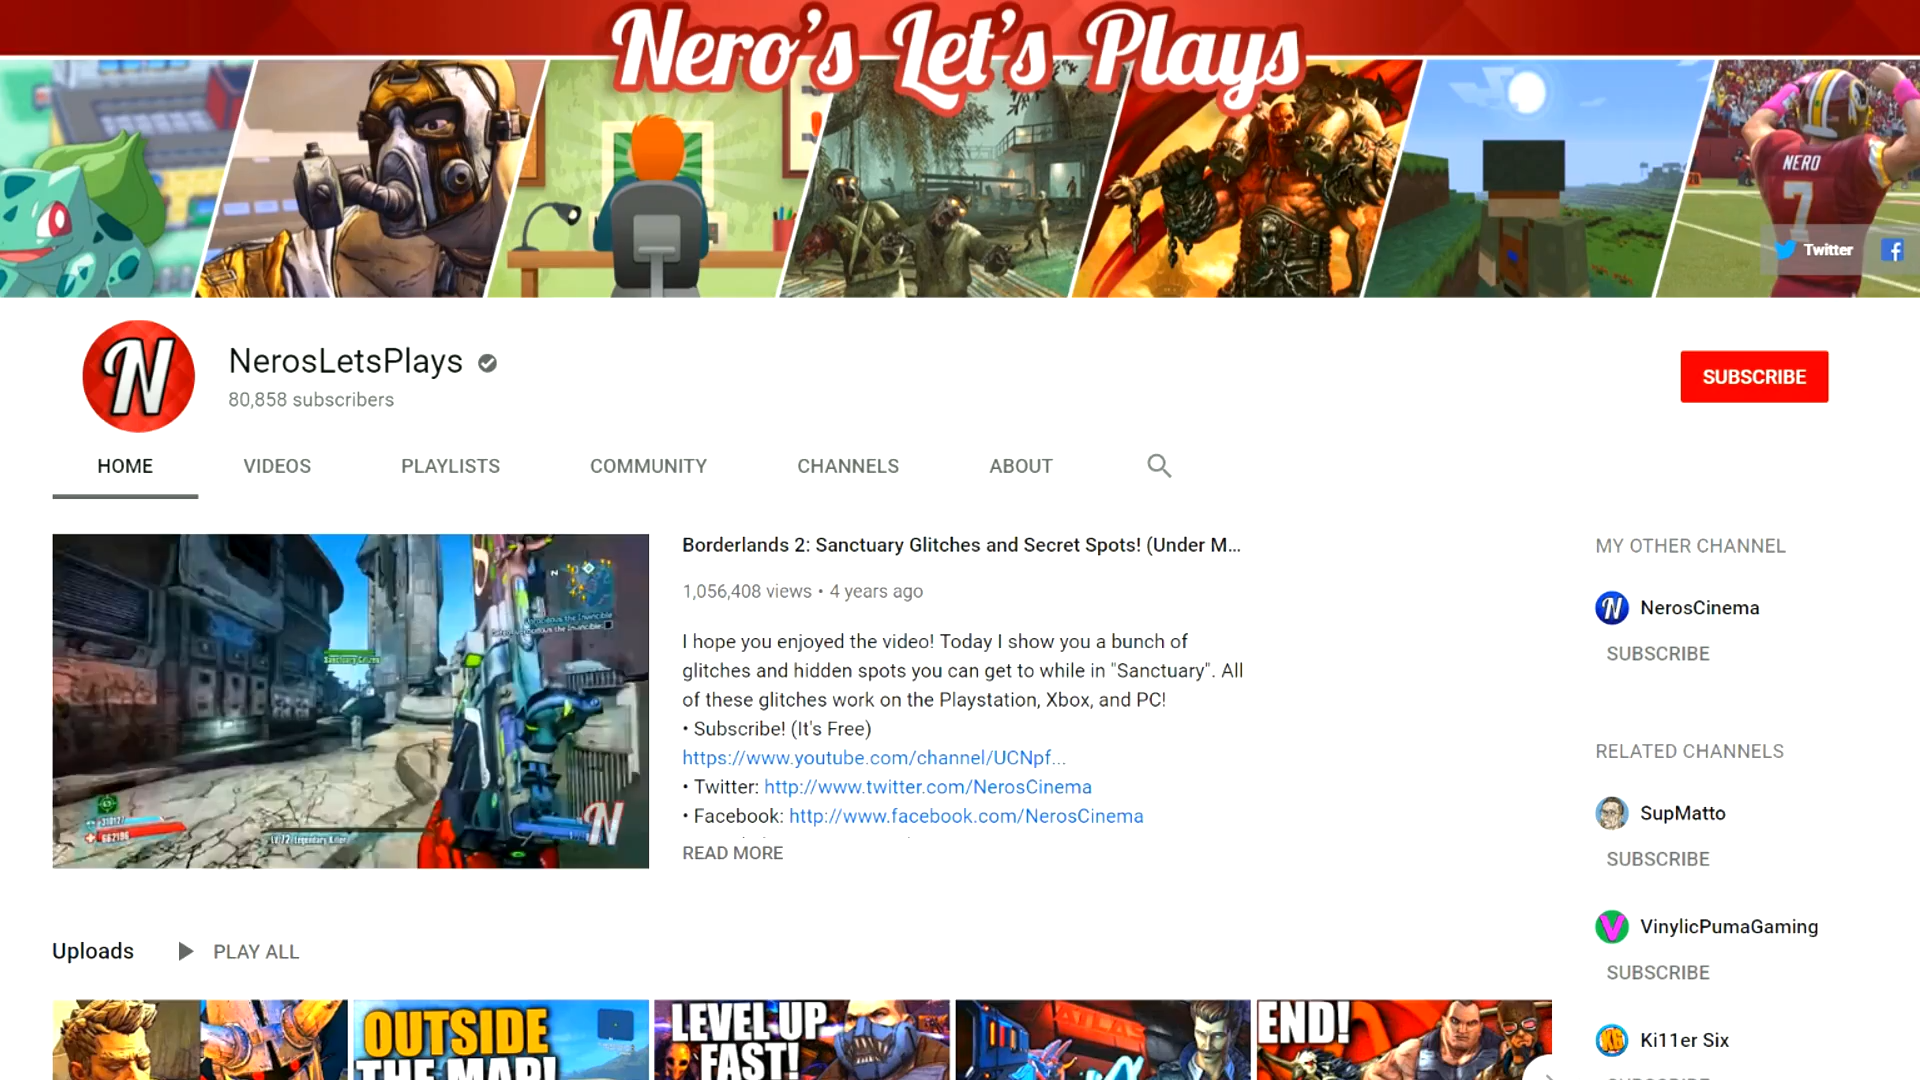 Nero's Let's Plays
NERO
7
Twitter
N
NerosLetsPlays
80,858 subscribers
SUBSCRIBE
HOME VIDEOS PLAYLISTS COMMUNITY CHANNELS ABOUT
Borderlands 2: Sanctuary Glitches and Secret Spots! (Under M...
1,056,408 views • 4 years ago
I hope you enjoyed the video! Today I show you a bunch of
glitches and hidden spots you can get to while in "Sanctuary". All
of these glitches work on the Playstation, Xbox, and PC!
• Subscribe! (It's Free)
https://www.youtube.com/channel/UCNpf...
• Twitter: http://www.twitter.com/NerosCinema
• Facebook: http://www.facebook.com/NerosCinema
READ MORE
N
MY OTHER CHANNEL
N NerosCinema
SUBSCRIBE
RELATED CHANNELS
SupMatto
SUBSCRIBE
V VinylicPumaGaming
SUBSCRIBE
Ki11er Six
Uploads PLAY ALL
OUTSIDE
THE MAP!
LEVEL UP
FAST!
ATLAS
END!